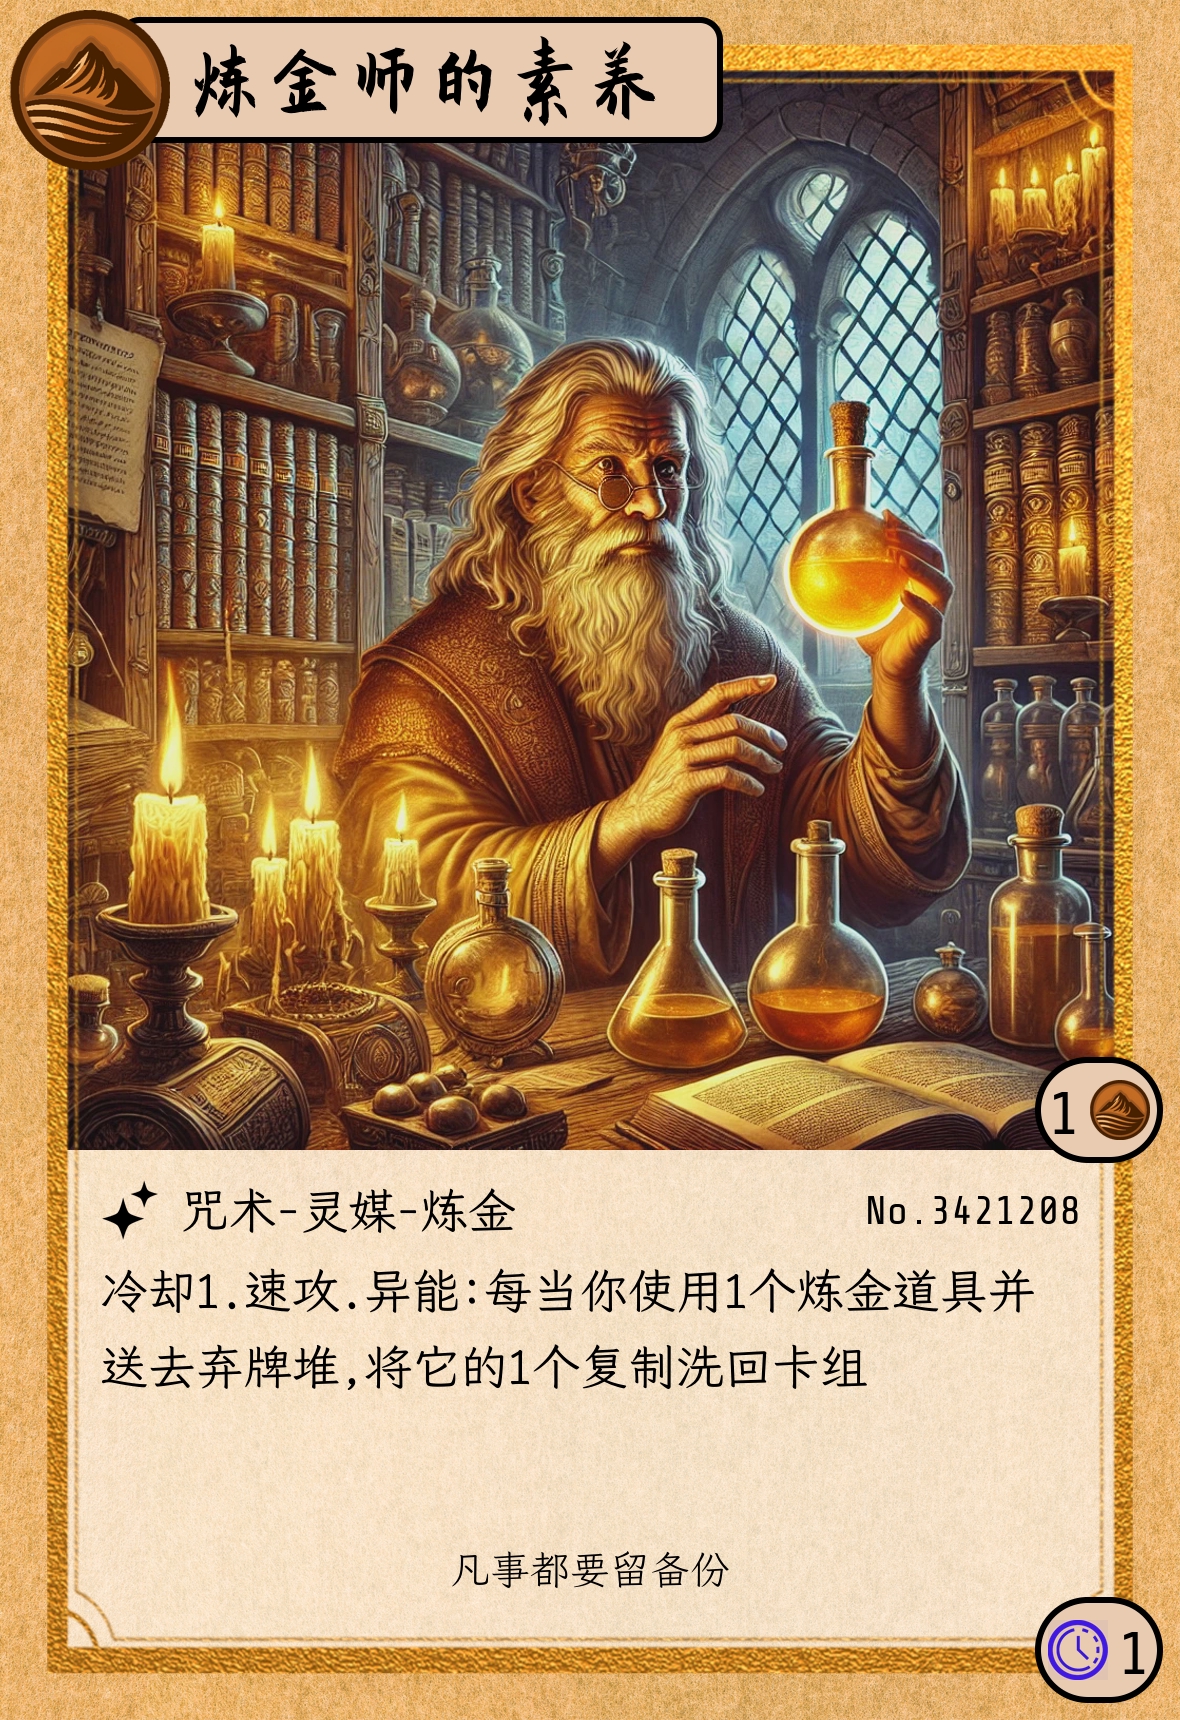 炼金师的素养
1
咒术-灵媒-炼金
No.3421208
冷却1.速攻.异能:每当你使用1个炼金道具并
送去弃牌堆,将它的1个复制洗回卡组
凡事都要留备份
1